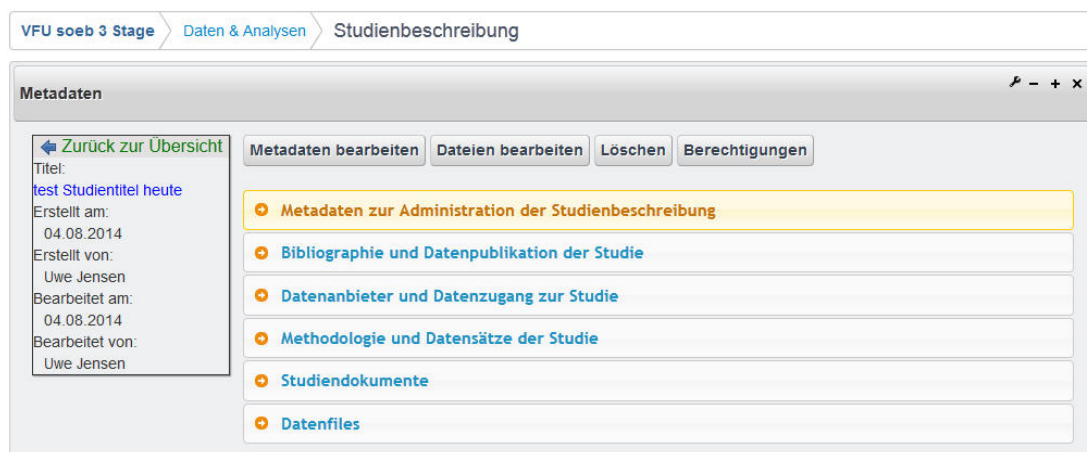 VFU soeb 3 Stage Daten & Analysen Studienbeschreibung
Metadaten
Zurück zur Übersicht
Titel:
test Studientitel heute
Erstellt am:
04.08.2014
Erstellt von:
Uwe Jensen
Bearbeitet am:
04.08.2014
Bearbeitet von:
Uwe Jensen
Metadaten bearbeiten Dateien bearbeiten Löschen Berechtigungen
Metadaten zur Administration der Studienbeschreibung
Bibliographie und Datenpublikation der Studie
Datenanbieter und Datenzugang zur Studie
Methodologie und Datensätze der Studie
Studiendokumente
Datenfiles